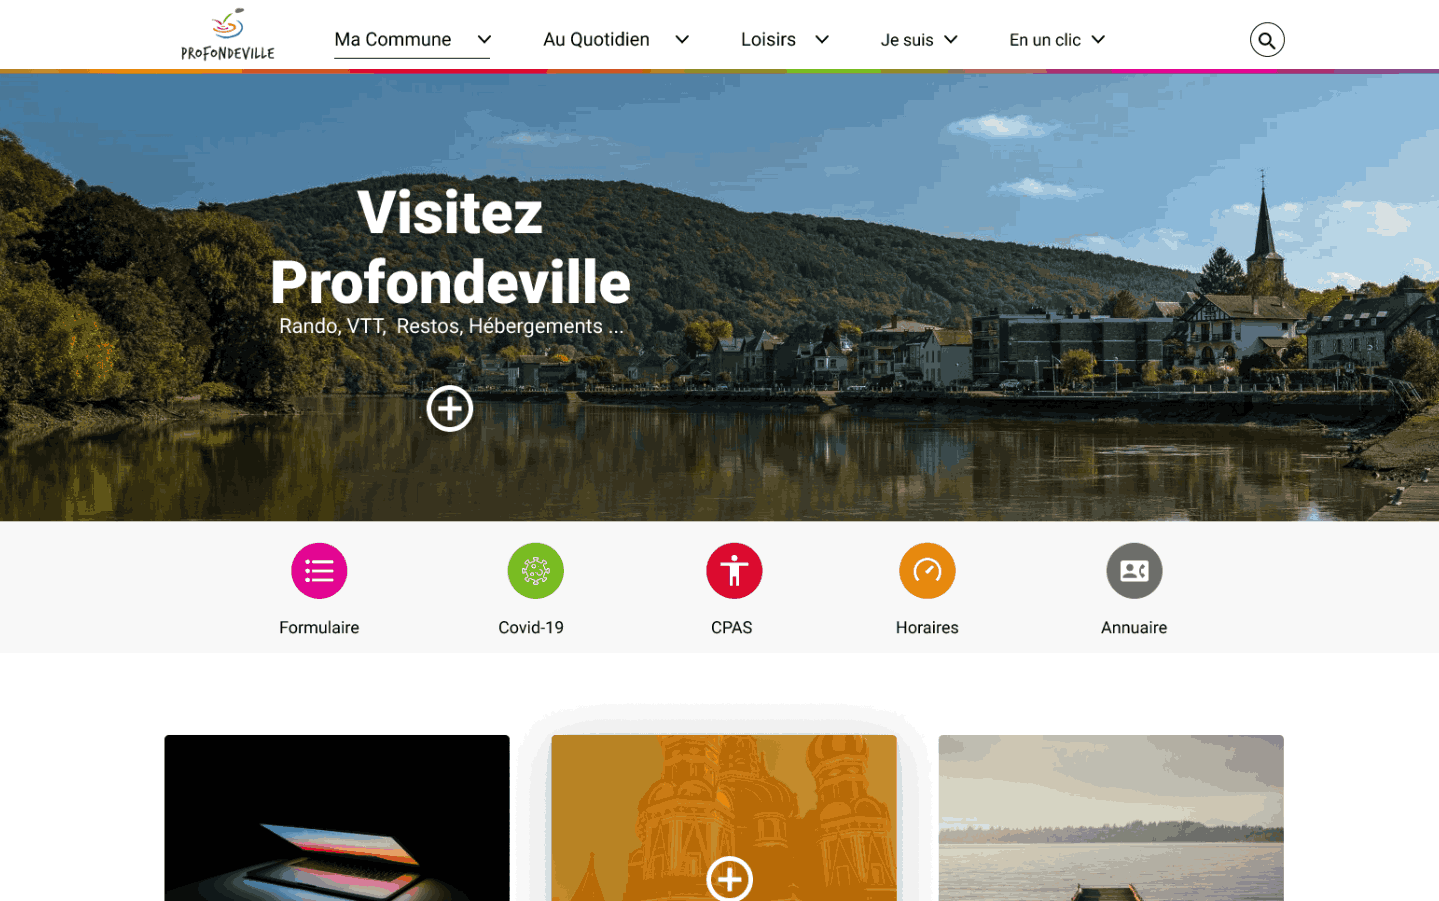 PROFONDEVILLE
Ma Commune
Au Quotidien
Loisirs
Je suis
En un clic
Visitez
Profondeville
Rando, VTT,  Restos, Hébergements ...
Formulaire
Covid-19
CPAS
Horaires
Annuaire